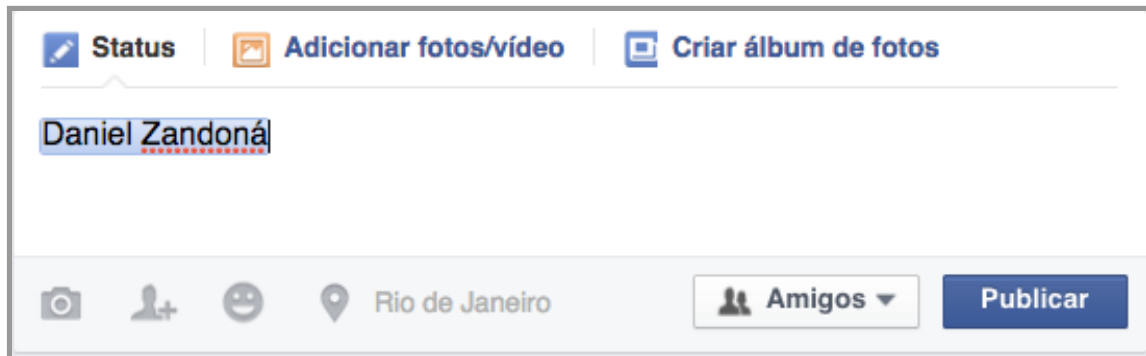 Status Adicionar fotos/vídeo Criar álbum de fotos
Daniel Zandoná
Rio de Janeiro Amigos Publicar